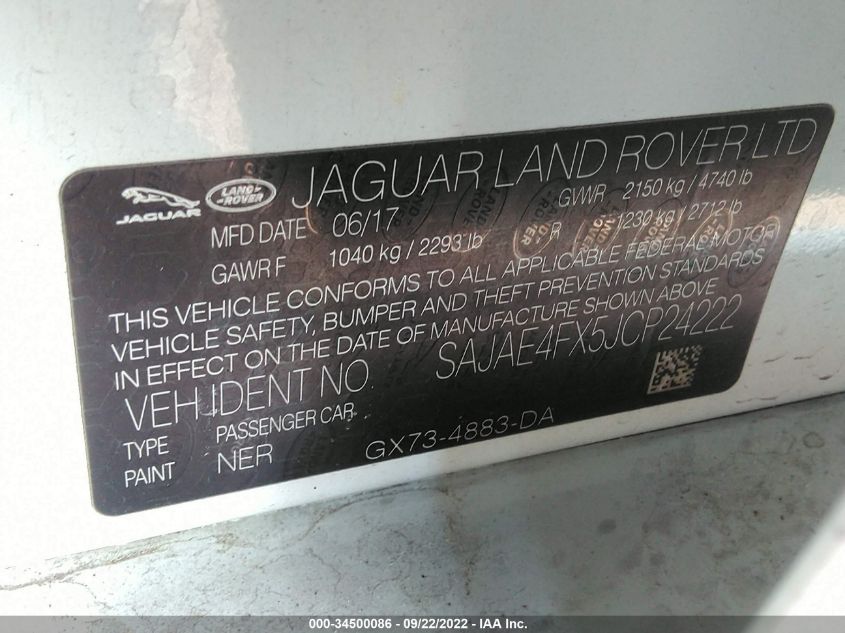 JAGUAR LAND-ROVER JAGUAR LAND ROVER LTD
MFD DATE 06/17 GWWR 2150 kg / 4740 lb
GAWR F 1040 kg / 2293 lb R 1230 kg / 2712 lb
THIS VEHICLE CONFORMS TO ALL APPLICABLE FEDERAL MOTOR
VEHICLE SAFETY, BUMPER AND THEFT PREVENTION STANDARDS
IN EFFECT ON THE DATE OF MANUFACTURE SHOWN ABOVE
VEH IDENT NO. SAJAE4FX5JCP24222
TYPE PASSENGER CAR
PAINT NER GX73-4883-DA
000-34500086 - 09/22/2022 - IAA Inc.